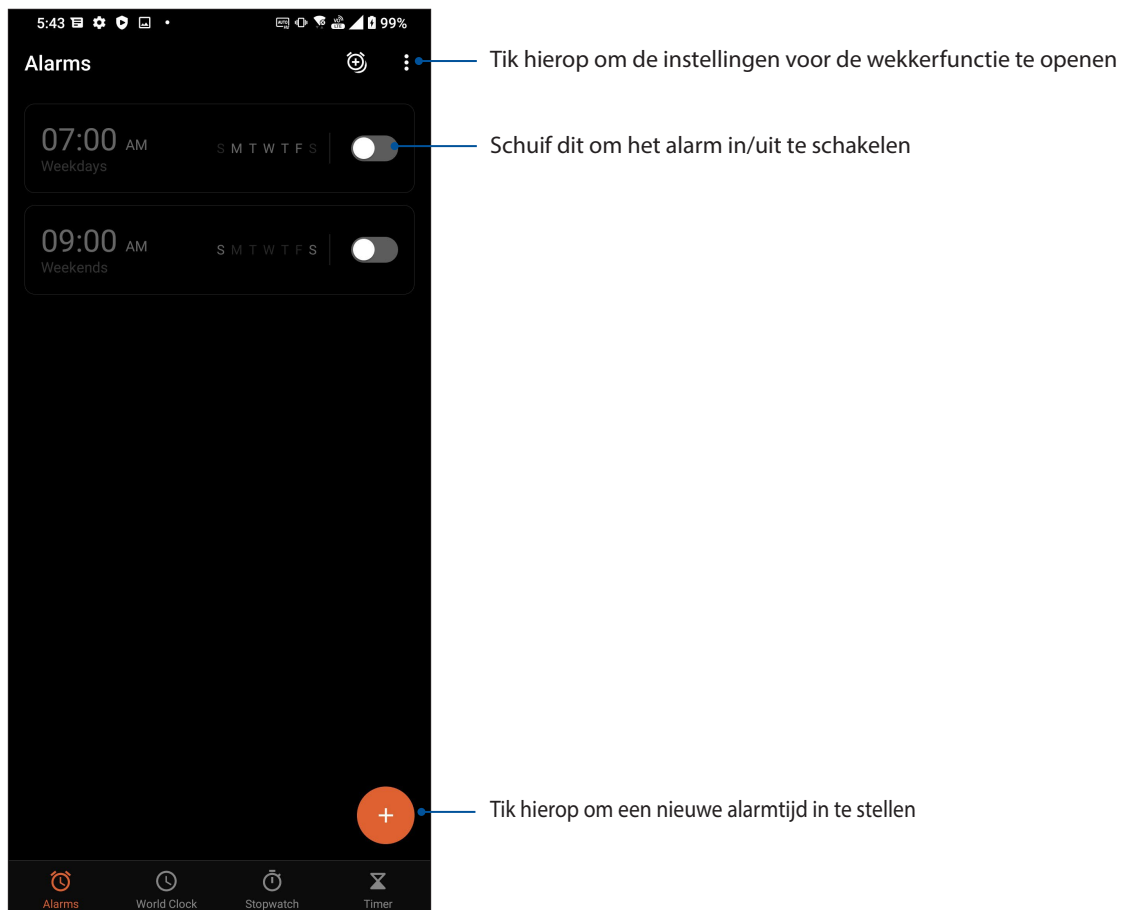 5:43 99%
Alarms
Tik hierop om de instellingen voor de wekkerfunctie te openen
07:00 AM S M T W T F S
Weekdays
Schuif dit om het alarm in/uit te schakelen
09:00 AM S M T W T F S
Weekends
+
Tik hierop om een nieuwe alarmtijd in te stellen
Alarms World Clock Stopwatch Timer